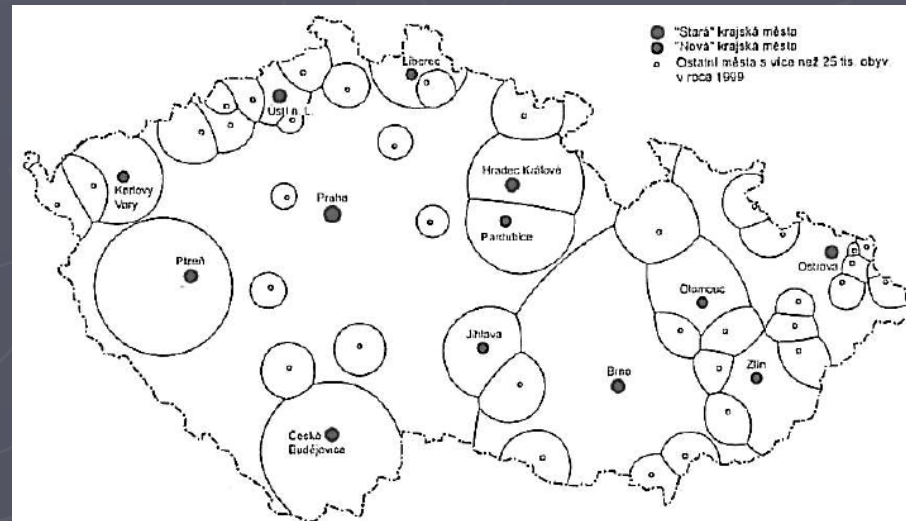 "Stará" krajská města
"Nová" krajská města
Ostatní města s více než 25 tis. obyv.
v roce 1999
Liberec
Ústí n. L.
Karlovy
Vary
Hradec Králové
Praha
Pardubice
Plzeň
Ostrava
Olomouc
Jihlava
Brno
Zlín
České
Budějovice